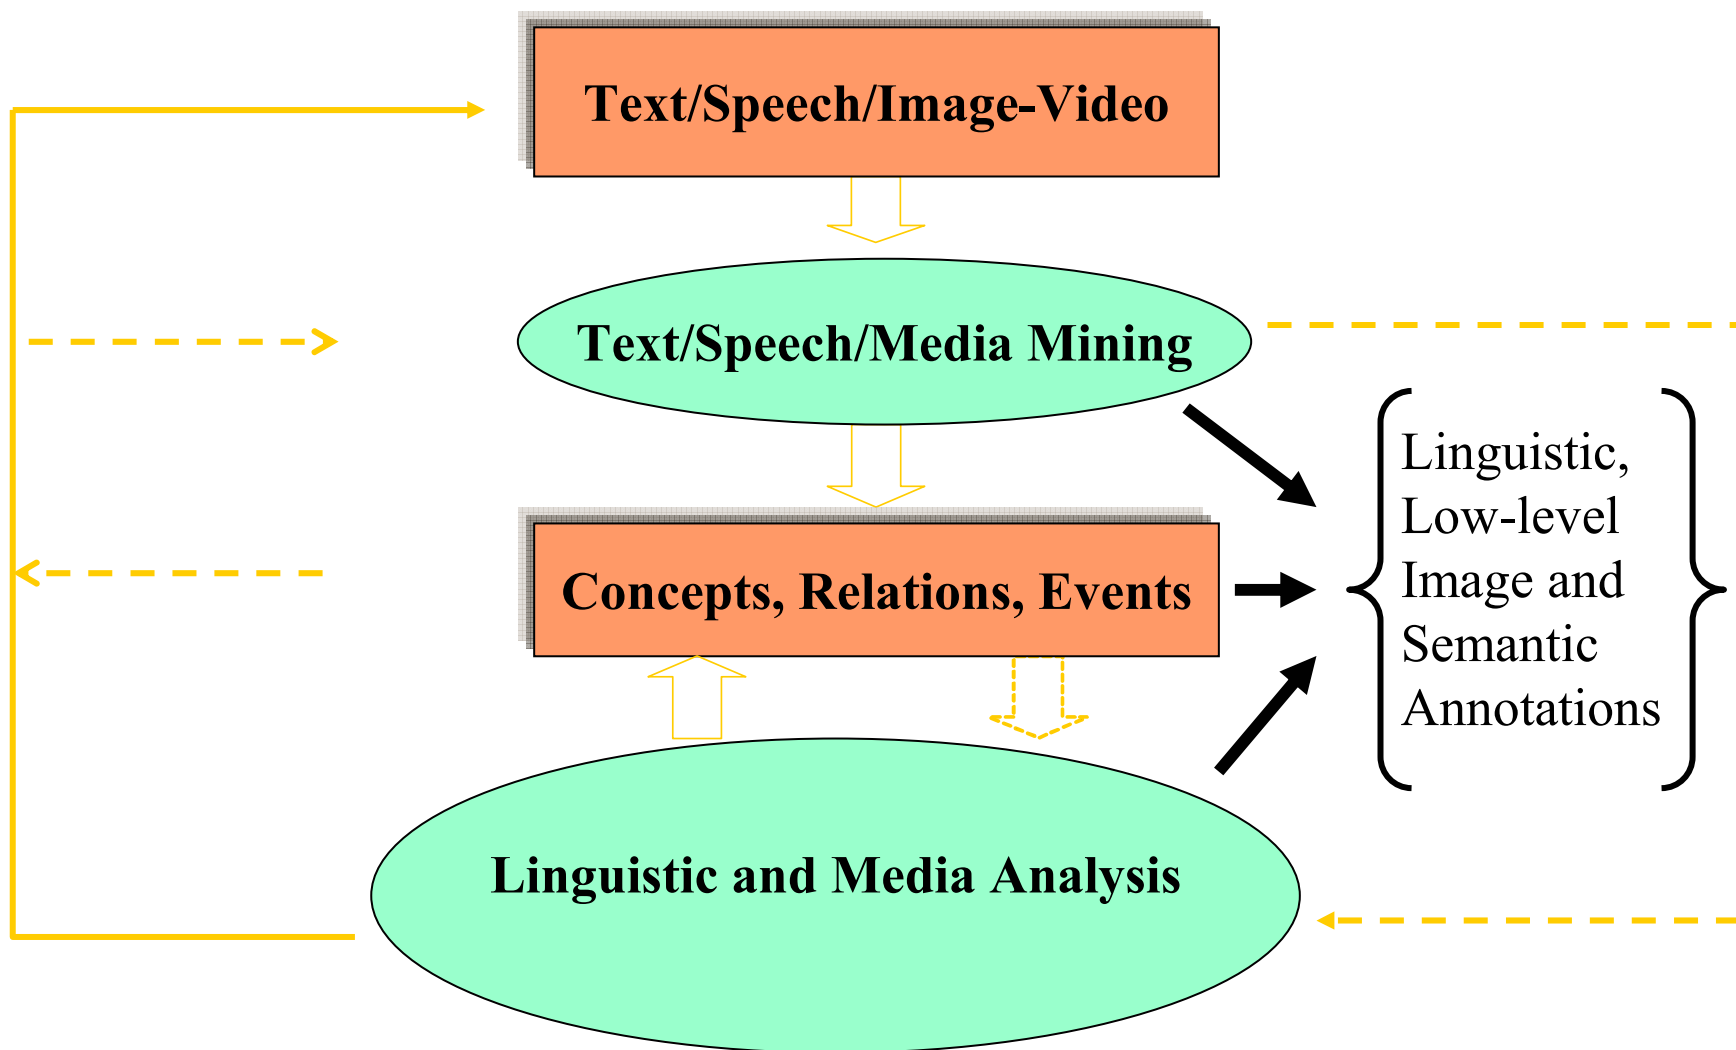 Text/Speech/Image-Video
Text/Speech/Media Mining
Concepts, Relations, Events
Linguistic and Media Analysis
Linguistic,
Low-level
Image and
Semantic
Annotations